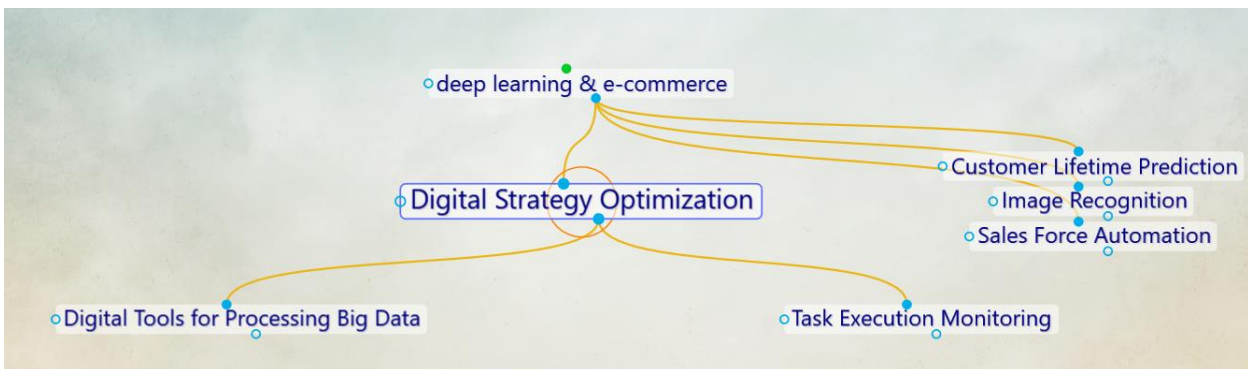 deep learning & e-commerce
Customer Lifetime Prediction
Digital Strategy Optimization
Image Recognition
Sales Force Automation
Digital Tools for Processing Big Data
Task Execution Monitoring